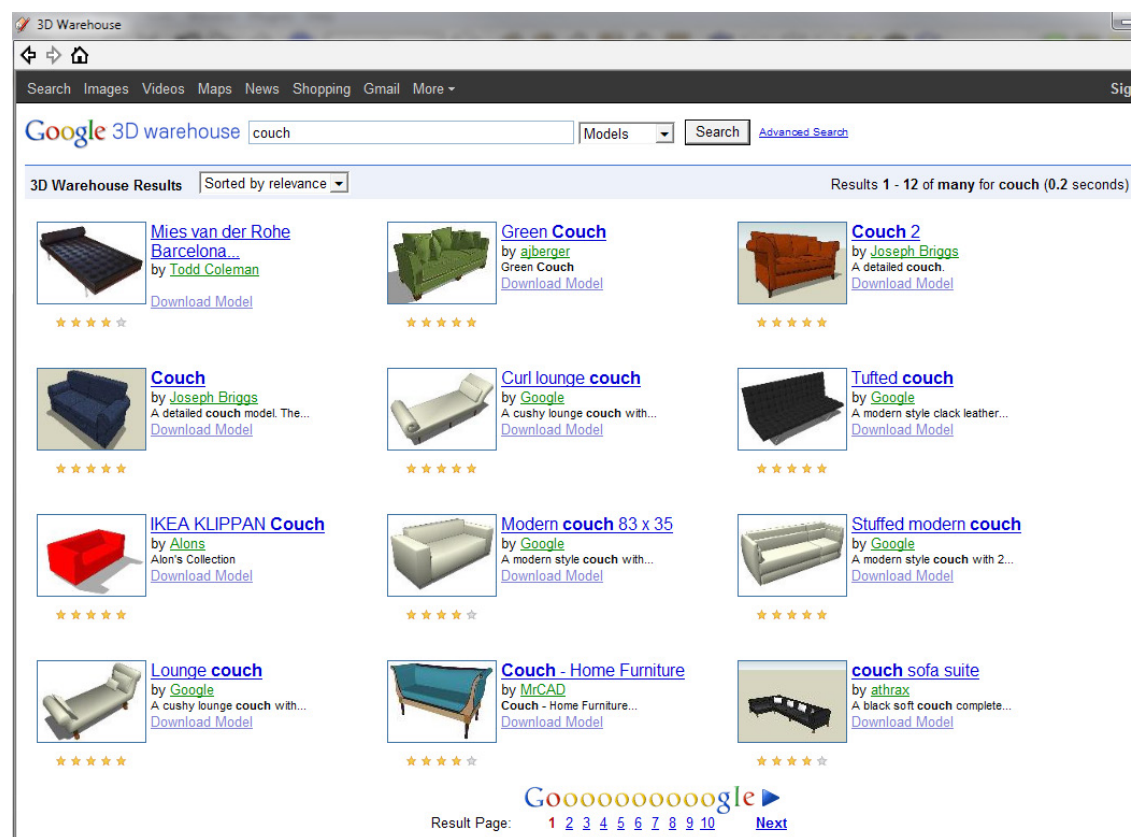 3D Warehouse
Search Images Videos Maps News Shopping Gmail More
Google 3D warehouse couch Models Search Advanced Search
3D Warehouse Results Sorted by relevance Results 1 - 12 of many for couch (0.2 seconds)
Mies van der Rohe
Barcelona...
by Todd Coleman
Download Model
Green Couch
by ajberger
Green Couch
Download Model
Couch 2
by Joseph Briggs
A detailed couch.
Download Model
Couch
by Joseph Briggs
A detailed couch model. The...
Download Model
Curl lounge couch
by Google
A cushy lounge couch with...
Download Model
Tufted couch
by Google
A modern style clack leather...
Download Model
IKEA KLIPPAN Couch
by Alons
Alon's Collection
Download Model
Modern couch 83 x 35
by Google
A modern style couch with...
Download Model
Stuffed modern couch
by Google
A modern style couch with 2...
Download Model
Lounge couch
by Google
A cushy lounge couch with...
Download Model
Couch - Home Furniture
by MrCAD
Couch - Home Furniture...
Download Model
couch sofa suite
by athrax
A black soft couch complete...
Download Model
Goooooooooogle
Result Page: 1 2 3 4 5 6 7 8 9 10 Next